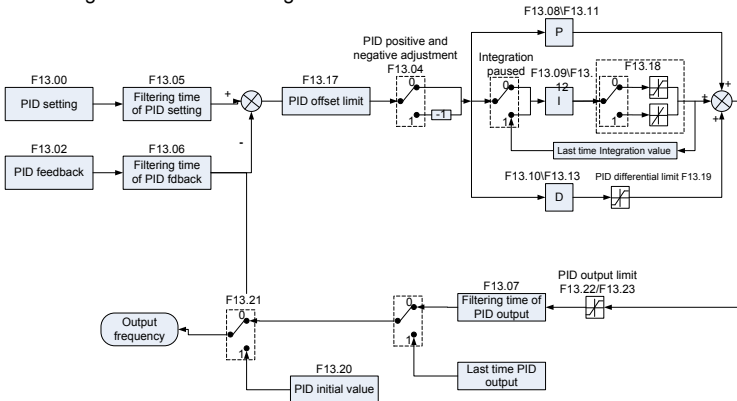 F13.08\F13.11
P
PID positive and
negative adjustment
F13.04
Integration
paused
F13.18
F13.00
F13.05
F13.17
F13.09\F13.
12
PID setting
Filtering time
of PID setting
+
PID offset limit
0
1
-1
0
1
I
0
1
+
+
+
-
F13.02
F13.06
Last time Integration value
PID feedback
Filtering time
of PID fdback
F13.10\F13.13
PID differential limit F13.19
D
PID output limit
F13.22/F13.23
F13.07
F13.21
0
1
0
1
Filtering time of
PID output
Output
frequency
F13.20
Last time PID
output
PID initial value